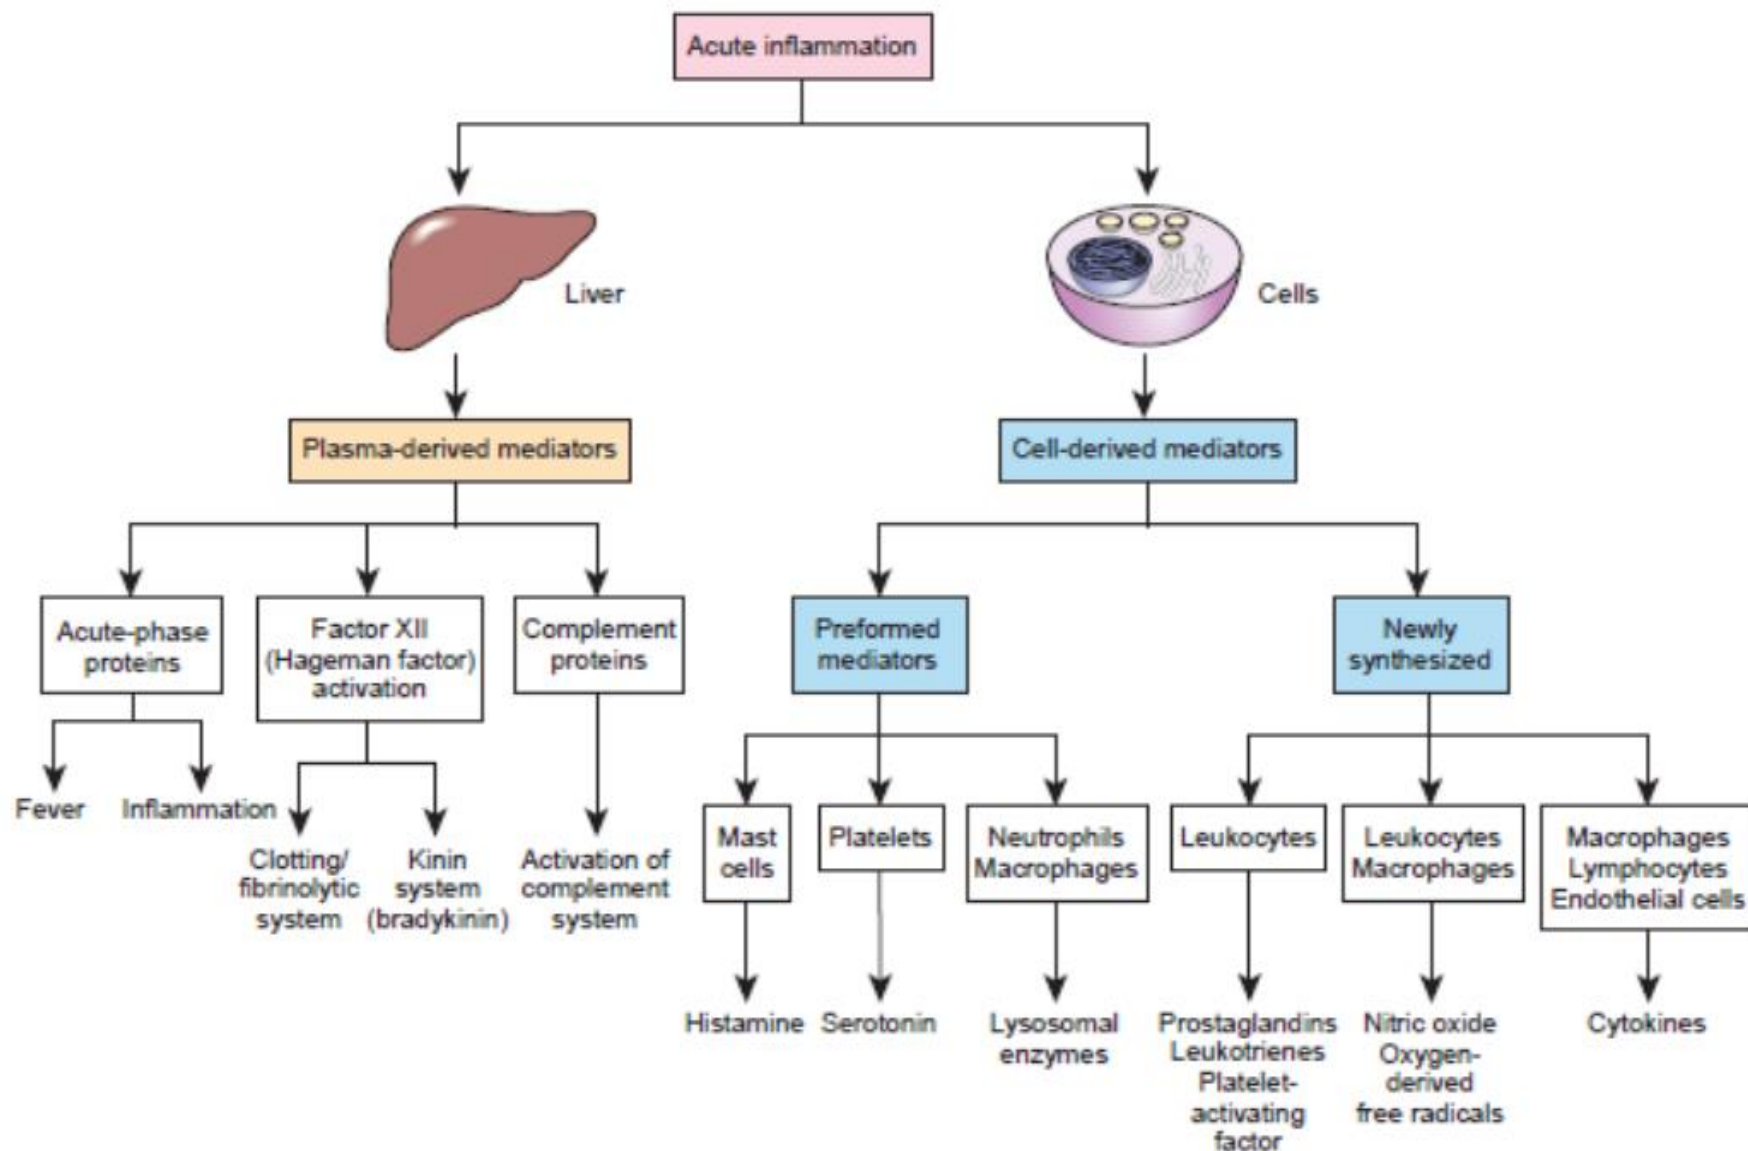 Acute inflammation
Liver
Cells
Plasma-derived mediators
Cell-derived mediators
Acute-phase
proteins
Factor XII
(Hageman factor)
activation
Complement
proteins
Preformed
mediators
Newly
synthesized
Fever
Inflammation
Clotting/
fibrinolytic
system
Kinin
system
(bradykinin)
Activation of
complement
system
Mast
cells
Platelets
Neutrophils
Macrophages
Leukocytes
Leukocytes
Macrophages
Macrophages
Lymphocytes
Endothelial cells
Histamine
Serotonin
Lysosomal
enzymes
Prostaglandins
Leukotrienes
Platelet-
activating
factor
Nitric oxide
Oxygen-
derived
free radicals
Cytokines